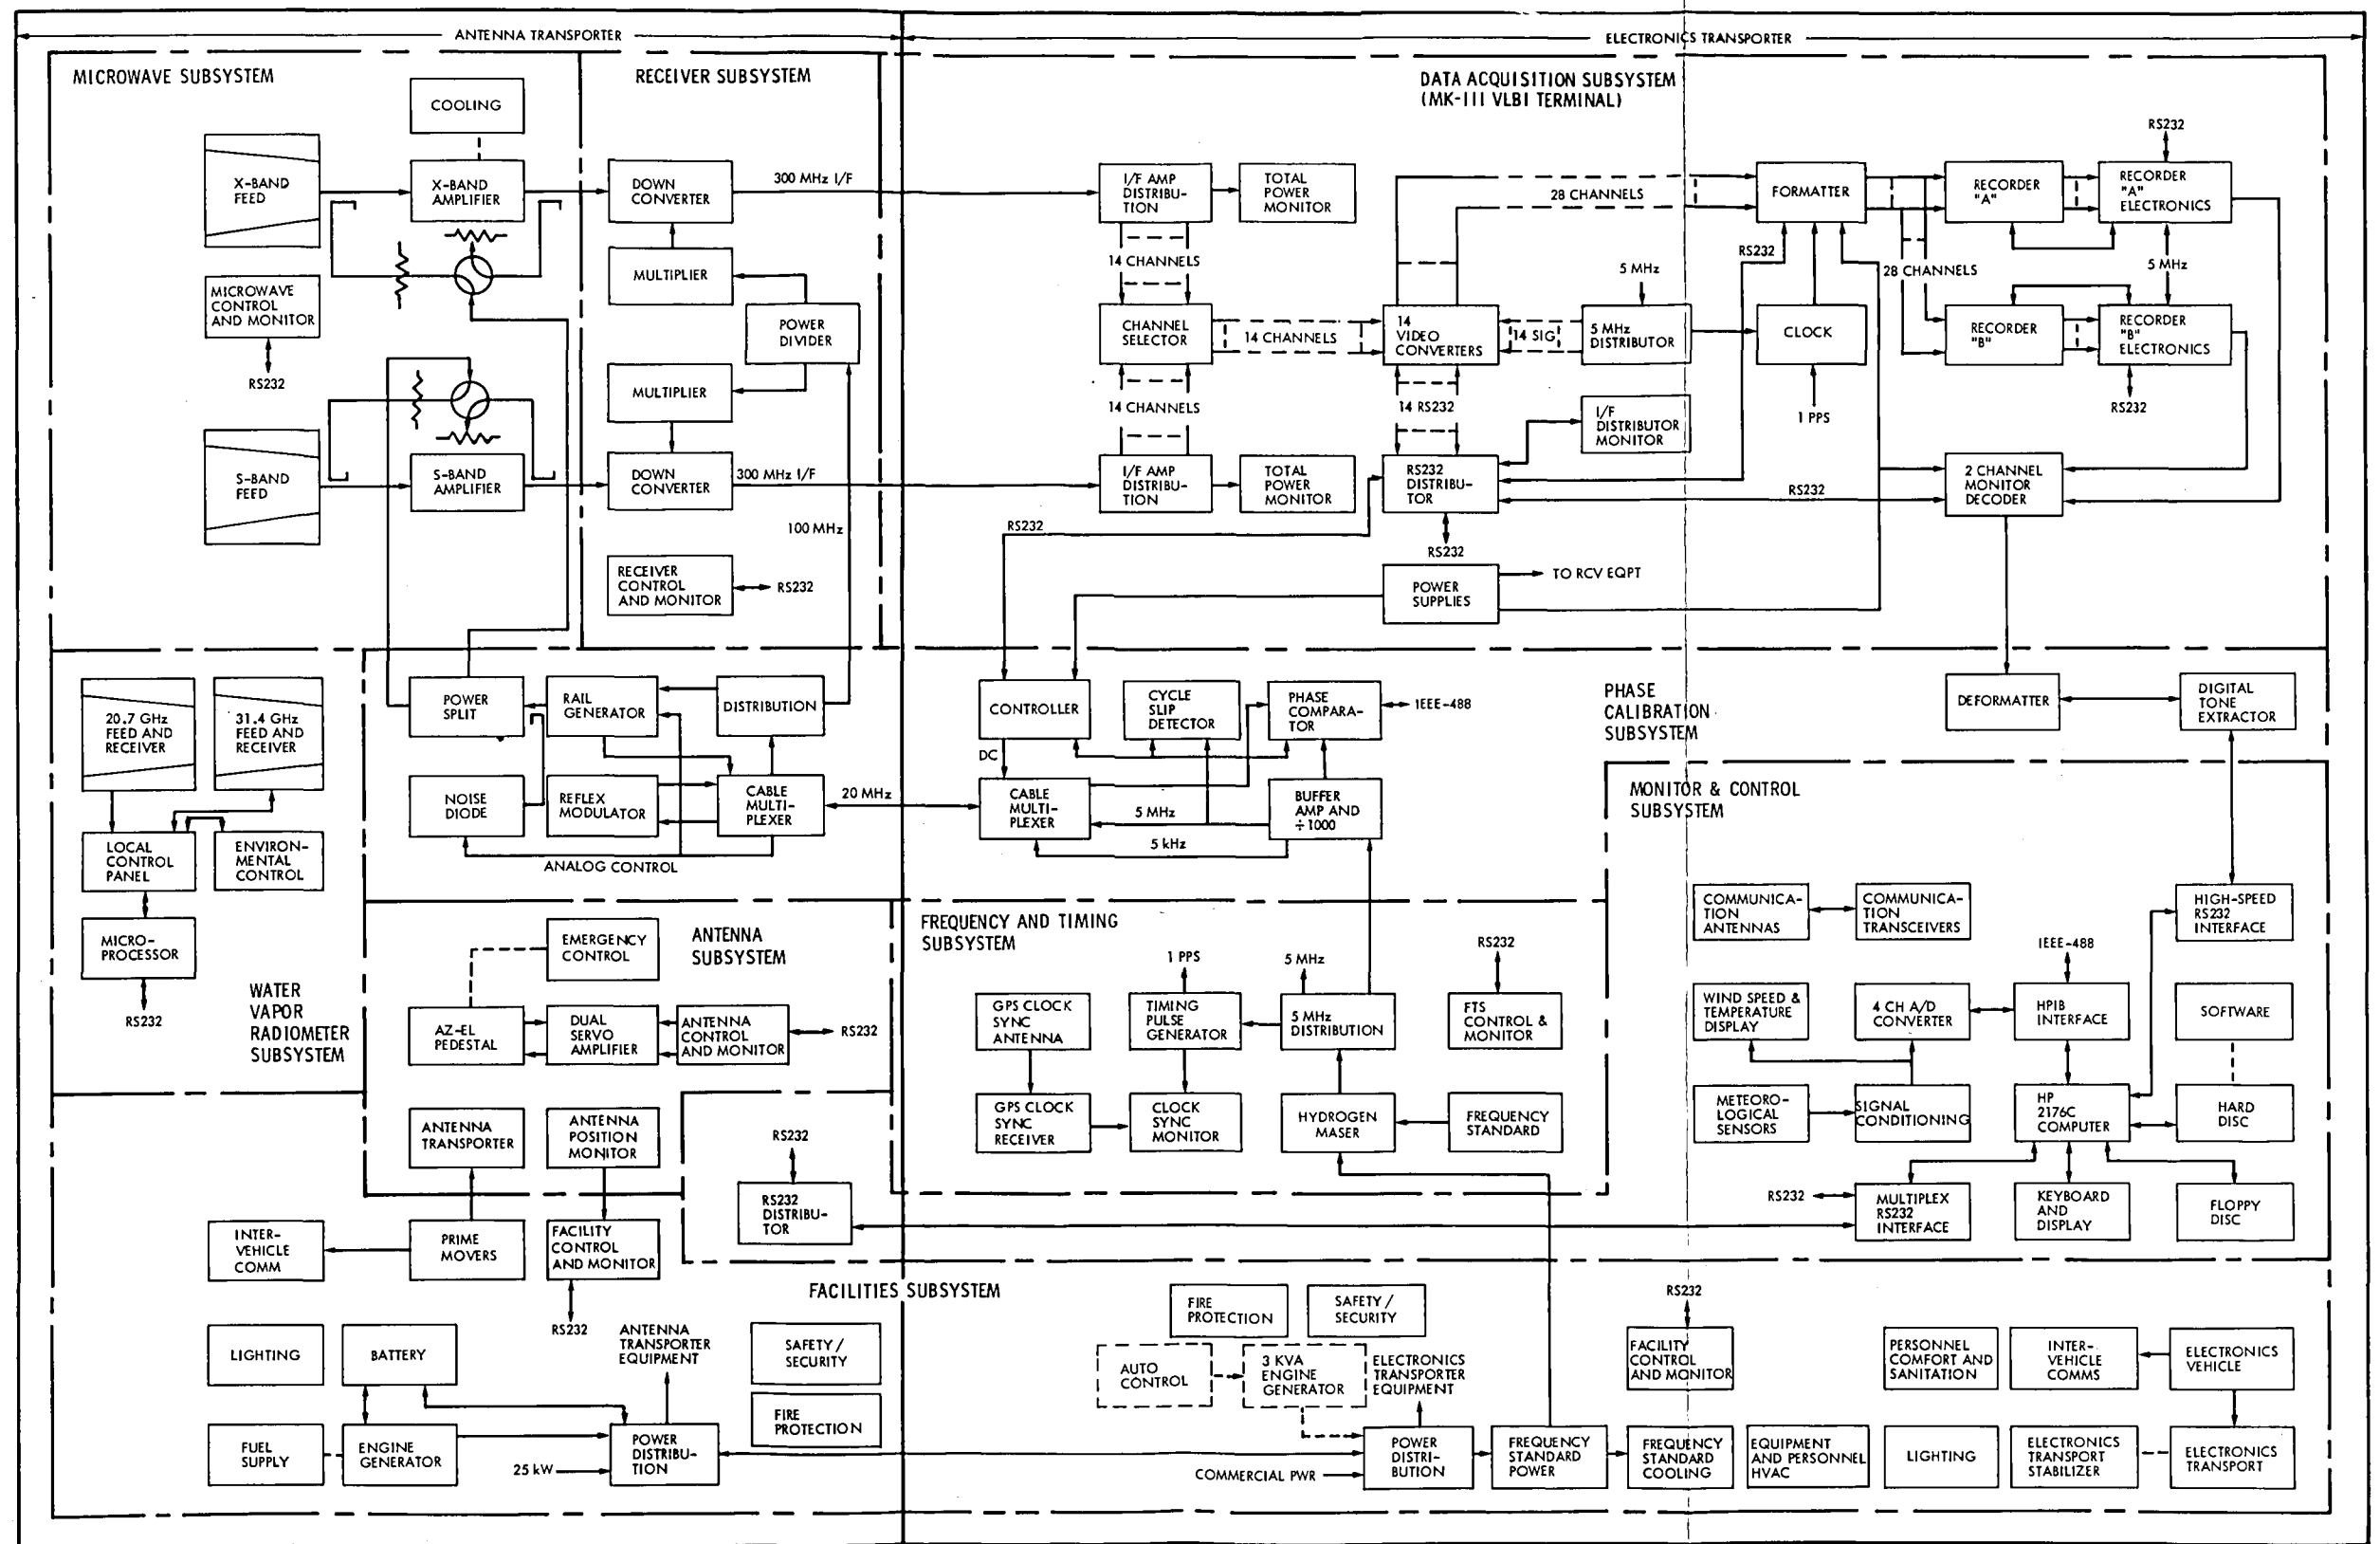 ANTENNA TRANSPORTER
ELECTRONICS TRANSPORTER
MICROWAVE SUBSYSTEM
COOLING
X-BAND
FEED
X-BAND
AMPLIFIER
MICROWAVE
CONTROL
AND MONITOR
RS232
S-BAND
FEED
S-BAND
AMPLIFIER
RECEIVER SUBSYSTEM
DOWN
CONVERTER
300 MHz I/F
MULTIPLIER
POWER
DIVIDER
MULTIPLIER
DOWN
CONVERTER
300 MHz I/F
100 MHz
RECEIVER
CONTROL
AND MONITOR
RS232
DATA ACQUISITION SUBSYSTEM
(MK-III VLBI TERMINAL)
I/F AMP
DISTRIBU-
TION
TOTAL
POWER
MONITOR
14 CHANNELS
CHANNEL
SELECTOR
14 CHANNELS
14 CHANNELS
I/F AMP
DISTRIBU-
TION
TOTAL
POWER
MONITOR
28 CHANNELS
14
VIDEO
CONVERTERS
14 SIG
5 MHz
5 MHz
DISTRIBUTOR
14 RS232
I/F
DISTRIBUTOR
MONITOR
RS232
DISTRIBU-
TOR
RS232
RS232
RS232
POWER
SUPPLIES
TO RCV EQPT
FORMATTER
RS232
CLOCK
1 PPS
28 CHANNELS
RECORDER
"A"
RS232
RECORDER
"A"
ELECTRONICS
5 MHz
RECORDER
"B"
RECORDER
"B"
ELECTRONICS
RS232
2 CHANNEL
MONITOR
DECODER
20.7 GHz
FEED AND
RECEIVER
31.4 GHz
FEED AND
RECEIVER
LOCAL
CONTROL
PANEL
ENVIRON-
MENTAL
CONTROL
MICRO-
PROCESSOR
RS232
WATER
VAPOR
RADIOMETER
SUBSYSTEM
POWER
SPLIT
RAIL
GENERATOR
DISTRIBUTION
NOISE
DIODE
REFLEX
MODULATOR
CABLE
MULTI-
PLEXER
ANALOG CONTROL
20 MHz
CONTROLLER
DC
CYCLE
SLIP
DETECTOR
PHASE
COMPARA-
TOR
IEEE-488
CABLE
MULTI-
PLEXER
5 MHz
BUFFER
AMP AND
÷1000
5 kHz
PHASE
CALIBRATION
SUBSYSTEM
DEFORMATTER
DIGITAL
TONE
EXTRACTOR
EMERGENCY
CONTROL
ANTENNA
SUBSYSTEM
AZ-EL
PEDESTAL
DUAL
SERVO
AMPLIFIER
ANTENNA
CONTROL
AND MONITOR
RS232
ANTENNA
TRANSPORTER
ANTENNA
POSITION
MONITOR
FREQUENCY AND TIMING
SUBSYSTEM
1 PPS
5 MHz
RS232
GPS CLOCK
SYNC
ANTENNA
TIMING
PULSE
GENERATOR
5 MHz
DISTRIBUTION
FTS
CONTROL &
MONITOR
GPS CLOCK
SYNC
RECEIVER
CLOCK
SYNC
MONITOR
HYDROGEN
MASER
FREQUENCY
STANDARD
MONITOR & CONTROL
SUBSYSTEM
COMMUNICA-
TION
ANTENNAS
COMMUNICA-
TION
TRANSCEIVERS
HIGH-SPEED
RS232
INTERFACE
IEEE-488
WIND SPEED &
TEMPERATURE
DISPLAY
4 CH A/D
CONVERTER
HPIB
INTERFACE
SOFTWARE
METEORO-
LOGICAL
SENSORS
SIGNAL
CONDITIONING
HP
2176C
COMPUTER
HARD
DISC
RS232
MULTIPLEX
RS232
INTERFACE
KEYBOARD
AND
DISPLAY
FLOPPY
DISC
RS232
RS232
DISTRIBU-
TOR
INTER-
VEHICLE
COMM
PRIME
MOVERS
FACILITY
CONTROL
AND MONITOR
RS232
FACILITIES SUBSYSTEM
LIGHTING
BATTERY
ANTENNA
TRANSPORTER
EQUIPMENT
SAFETY/
SECURITY
FIRE
PROTECTION
FUEL
SUPPLY
ENGINE
GENERATOR
25 kW
POWER
DISTRIBU-
TION
FIRE
PROTECTION
SAFETY/
SECURITY
AUTO
CONTROL
3 KVA
ENGINE
GENERATOR
ELECTRONICS
TRANSPORTER
EQUIPMENT
COMMERCIAL PWR
POWER
DISTRI-
BUTION
FREQUENCY
STANDARD
POWER
FREQUENCY
STANDARD
COOLING
RS232
FACILITY
CONTROL
AND MONITOR
EQUIPMENT
AND PERSONNEL
HVAC
PERSONNEL
COMFORT AND
SANITATION
INTER-
VEHICLE
COMMS
ELECTRONICS
VEHICLE
LIGHTING
ELECTRONICS
TRANSPORT
STABILIZER
ELECTRONICS
TRANSPORT